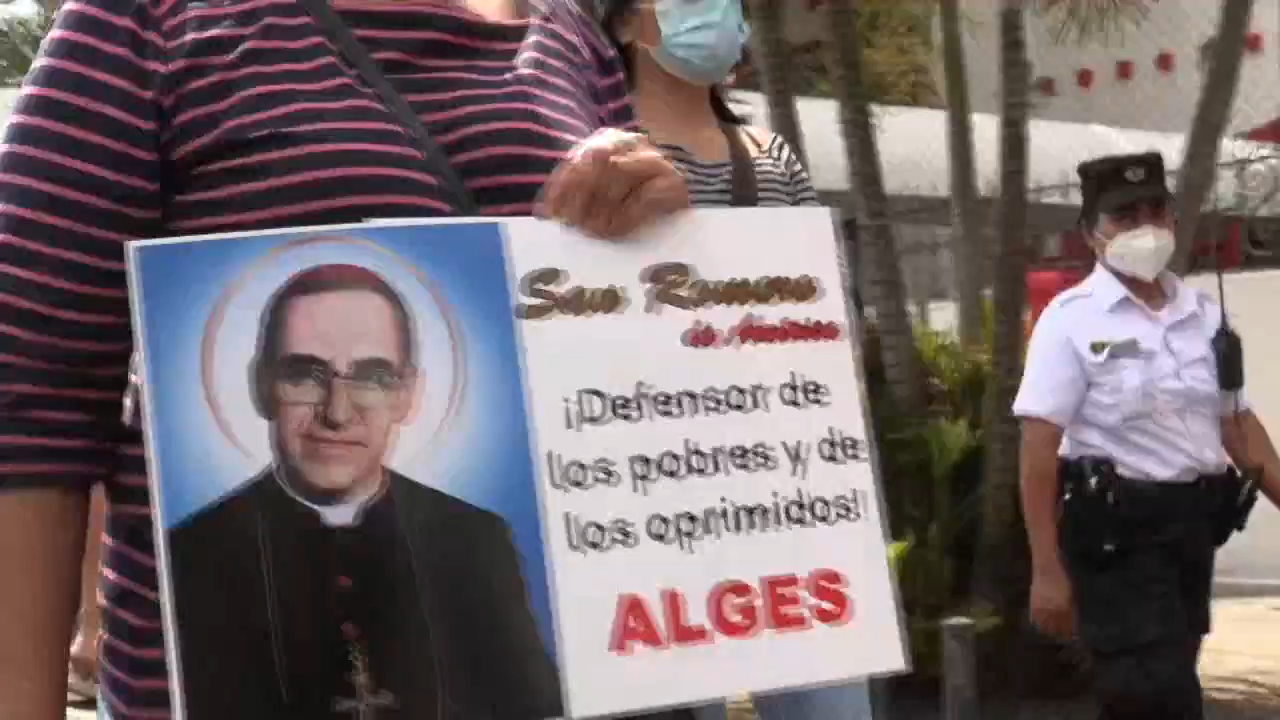 San Romero
de América
¡Defensor de
los pobres y de
los oprimidos!
ALGES